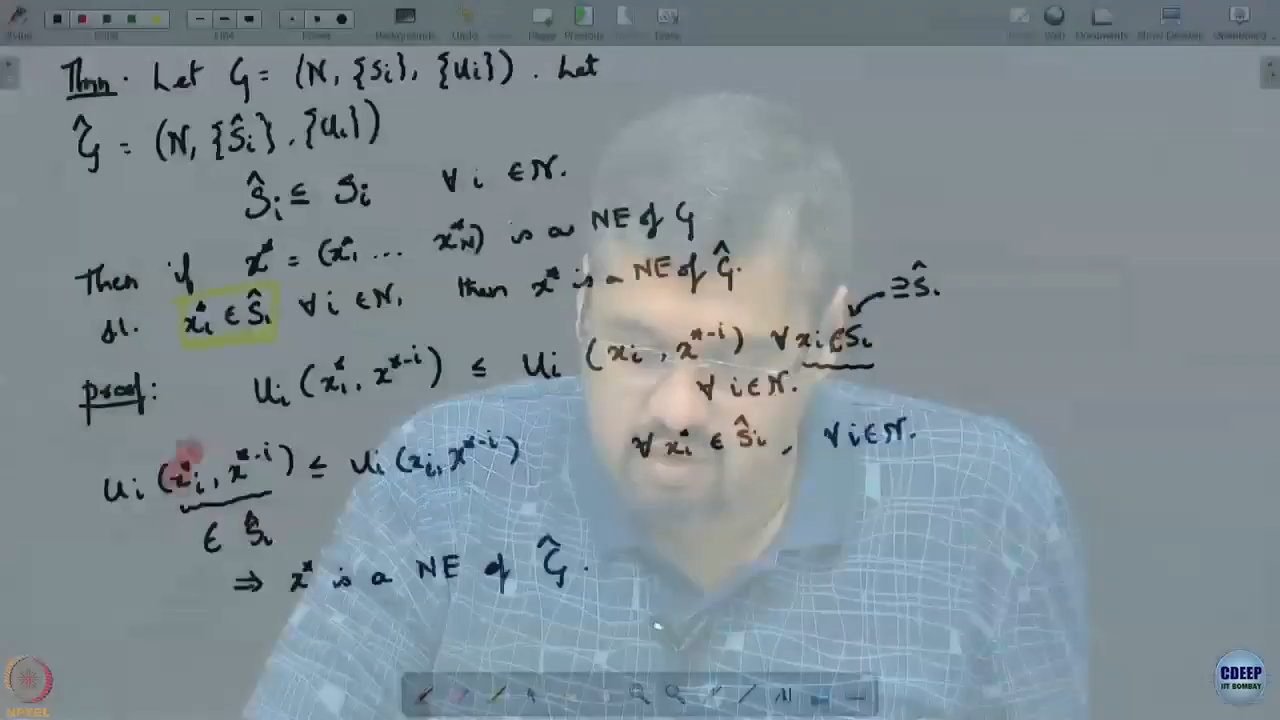 Thm. Let G = (N, {Si}, {Ui}). Let
Ĝ = (N, {Ŝi}, {Ui})
Ŝi ⊆ Si ∀ i ∈ N.
Then if x* = (x*1 ... x*N) is a NE of G
st. x*i ∈ Ŝi ∀ i ∈ N, then x* is a NE of Ĝ.
⊇ Ŝi
proof: Ui (x*i, x*-i) ≤ Ui (xi, x*-i) ∀ xi ∈ Si
∀ i ∈ N.
Ui (x*i, x*-i) ≤ Ui (xi, x*-i) ∀ xi ∈ Ŝi, ∀ i ∈ N.
∈ Ŝi
⇒ x* is a NE of Ĝ.
NPTEL
CDEEP
IIT BOMBAY